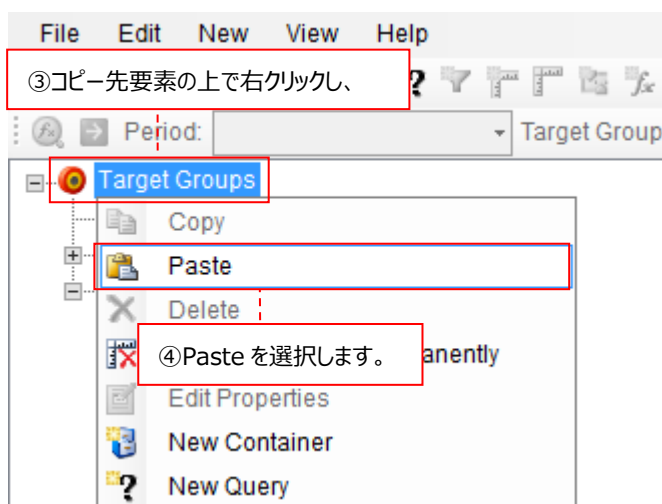 File Edit New View Help
③コピー先要素の上で右クリックし、
Period:
Target Group
Target Groups
Copy
Paste
Delete
④Paste を選択します。
anently
Edit Properties
New Container
New Query